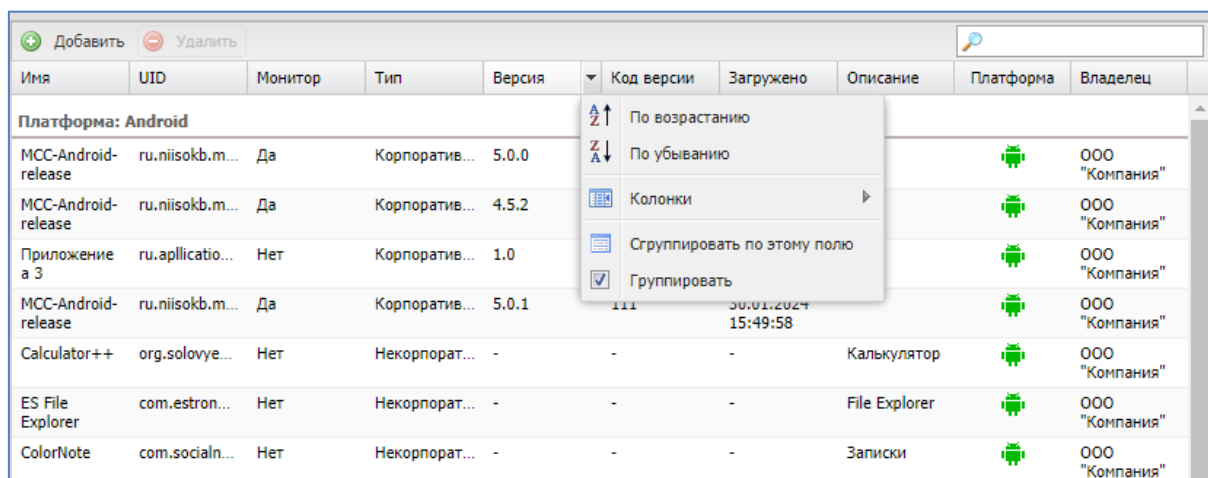 Добавить Удалить
Имя UID Монитор Тип Версия Код версии Загружено Описание Платформа Владелец
Платформа: Android
По возрастанию
По убыванию
Колонки
Сгруппировать по этому полю
Группировать
MCC-Android- ru.niisokb.m... Да Корпоратив... 5.0.0 ООО
release "Компания"
MCC-Android- ru.niisokb.m... Да Корпоратив... 4.5.2 ООО
release "Компания"
Приложение ru.apllicatio... Нет Корпоратив... 1.0 ООО
а 3 "Компания"
MCC-Android- ru.niisokb.m... Да Корпоратив... 5.0.1 111 30.01.2024 ООО
release 15:49:58 "Компания"
Calculator++ org.solovye... Нет Некорпорат... - - - Калькулятор ООО
"Компания"
ES File com.estron... Нет Некорпорат... - - - File Explorer ООО
Explorer "Компания"
ColorNote com.socialn... Нет Некорпорат... - - - Записки ООО
"Компания"